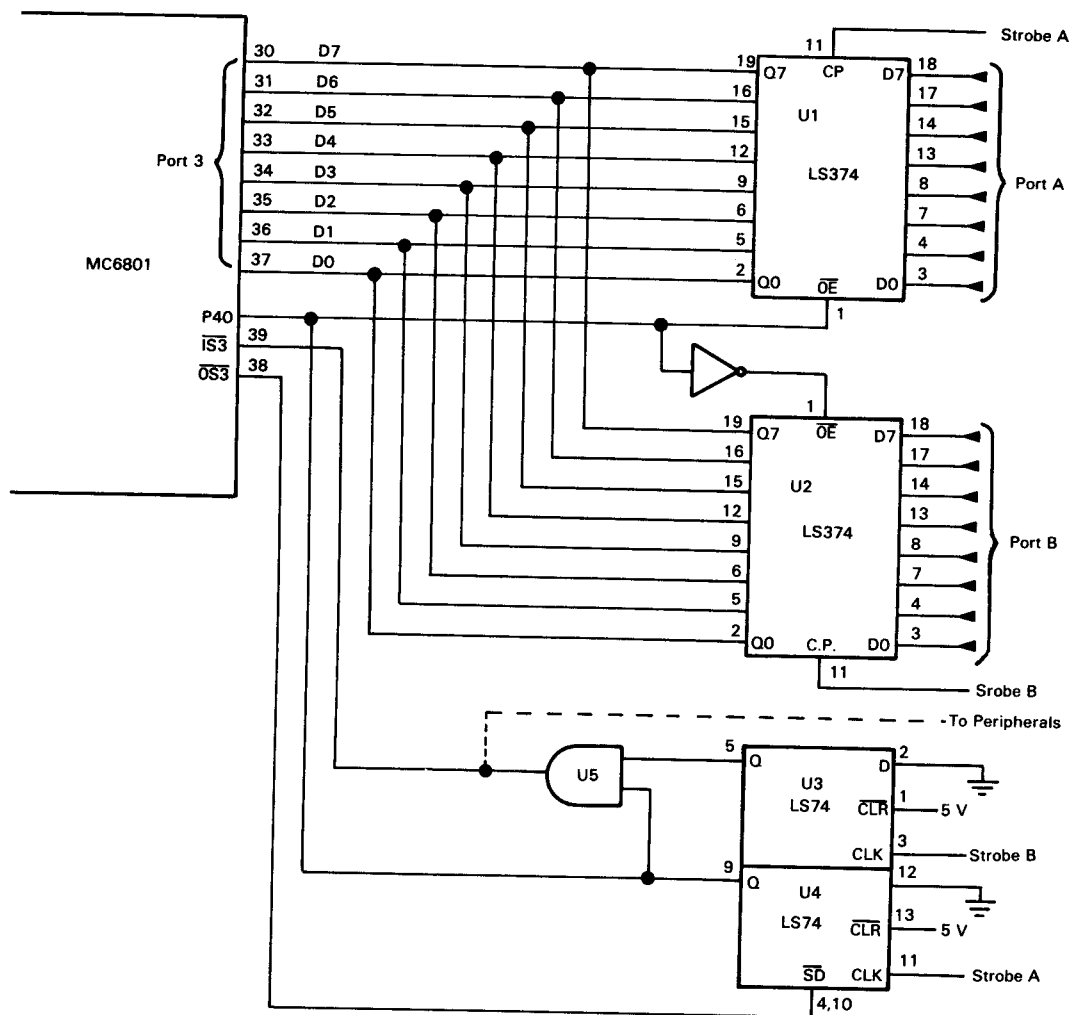 Strobe A
30 D7
11
19 Q7 CP D7 18
31 D6
16 17
U1
32 D5
15 14
33 D4
12 13
Port 3
LS374
Port A
34 D3
9 8
35 D2
6 7
36 D1
5 4
MC6801
37 D0
2 Q0 OE D0 3
1
P40
IS3 39
OS3 38
1
19 Q7 OE D7 18
16 17
15 14
U2
12 13
LS374
Port B
9 8
6 7
5 4
2 Q0 C.P. D0 3
11
Srobe B
To Peripherals
5 Q D 2
U5
U3
LS74
CLR 1 5 V
CLK 3 Strobe B
9 Q 12
U4
LS74
CLR 13 5 V
SD CLK 11 Strobe A
4,10